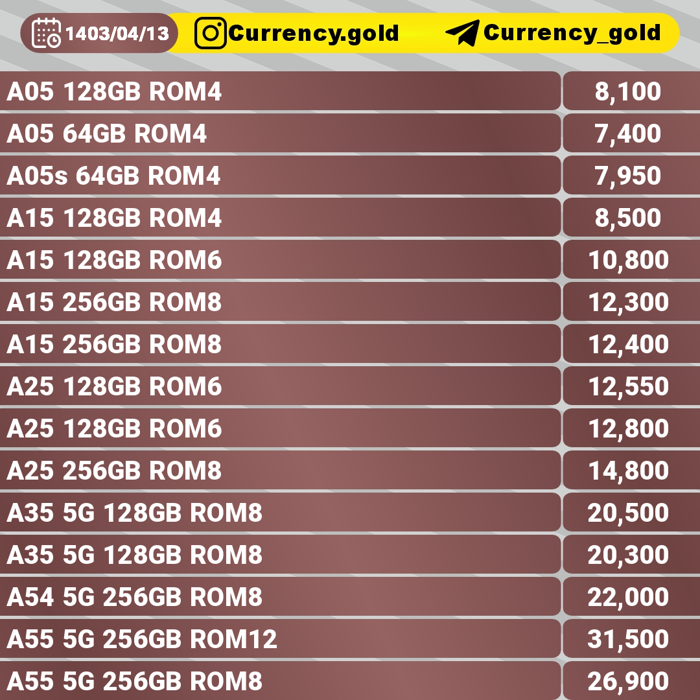 1403/04/13 Currency.gold Currency_gold
A05 128GB ROM4 8,100
A05 64GB ROM4 7,400
A05s 64GB ROM4 7,950
A15 128GB ROM4 8,500
A15 128GB ROM6 10,800
A15 256GB ROM8 12,300
A15 256GB ROM8 12,400
A25 128GB ROM6 12,550
A25 128GB ROM6 12,800
A25 256GB ROM8 14,800
A35 5G 128GB ROM8 20,500
A35 5G 128GB ROM8 20,300
A54 5G 256GB ROM8 22,000
A55 5G 256GB ROM12 31,500
A55 5G 256GB ROM8 26,900